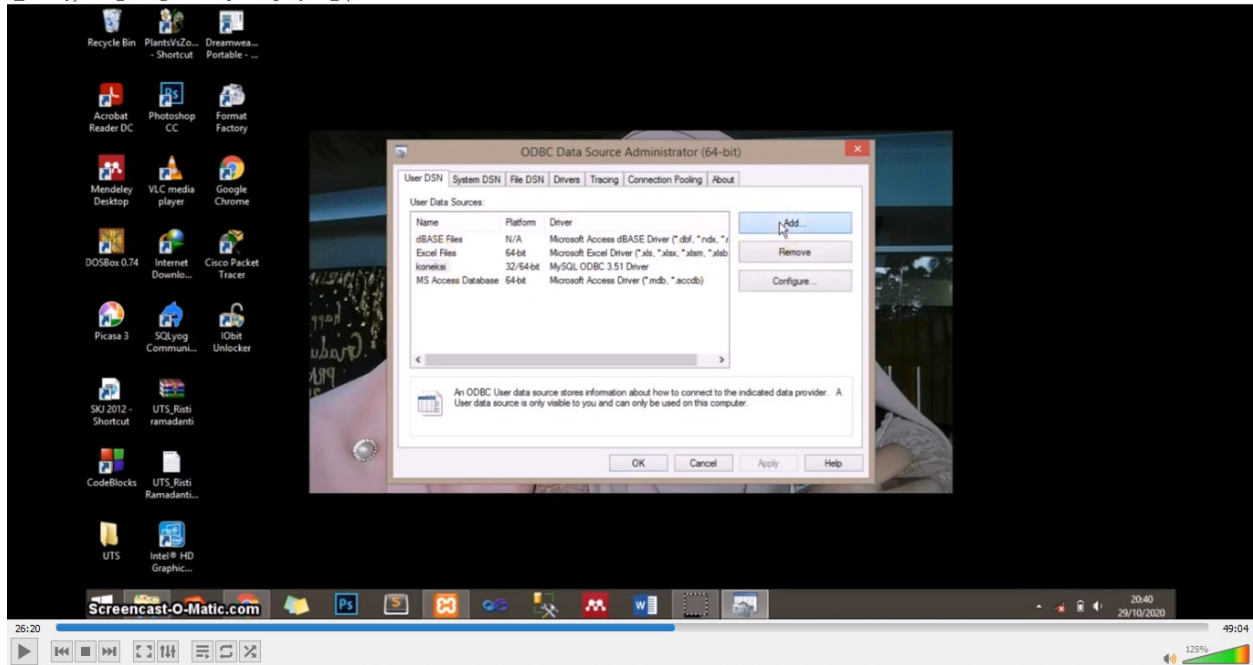 Recycle Bin
PlantsVsZo... - Shortcut
Dreamwea... Portable - ...
Acrobat Reader DC
Photoshop CC
Format Factory
Mendeley Desktop
VLC media player
Google Chrome
DOSBox 0.74
Internet Downlo...
Cisco Packet Tracer
Picasa 3
SQLyog Communi...
IObit Unlocker
SKJ 2012 - Shortcut
UTS_Risti ramadanti
CodeBlocks
UTS_Risti Ramadanti...
UTS
Intel® HD Graphic...
ODBC Data Source Administrator (64-bit)
User DSN System DSN File DSN Drivers Tracing Connection Pooling About
User Data Sources:
Name Platform Driver
dBASE Files N/A Microsoft Access dBASE Driver (*.dbf, *.ndx, *.r
Excel Files 64-bit Microsoft Excel Driver (*.xls, *.xlsx, *.xlsm, *.xlsb
koneksi 32/64-bit MySQL ODBC 3.51 Driver
MS Access Database 64-bit Microsoft Access Driver (*.mdb, *.accdb)
Add...
Remove
Configure...
An ODBC User data source stores information about how to connect to the indicated data provider. A
User data source is only visible to you and can only be used on this computer.
OK Cancel Apply Help
Screencast-O-Matic.com
20:40
29/10/2020
26:20
49:04
125%